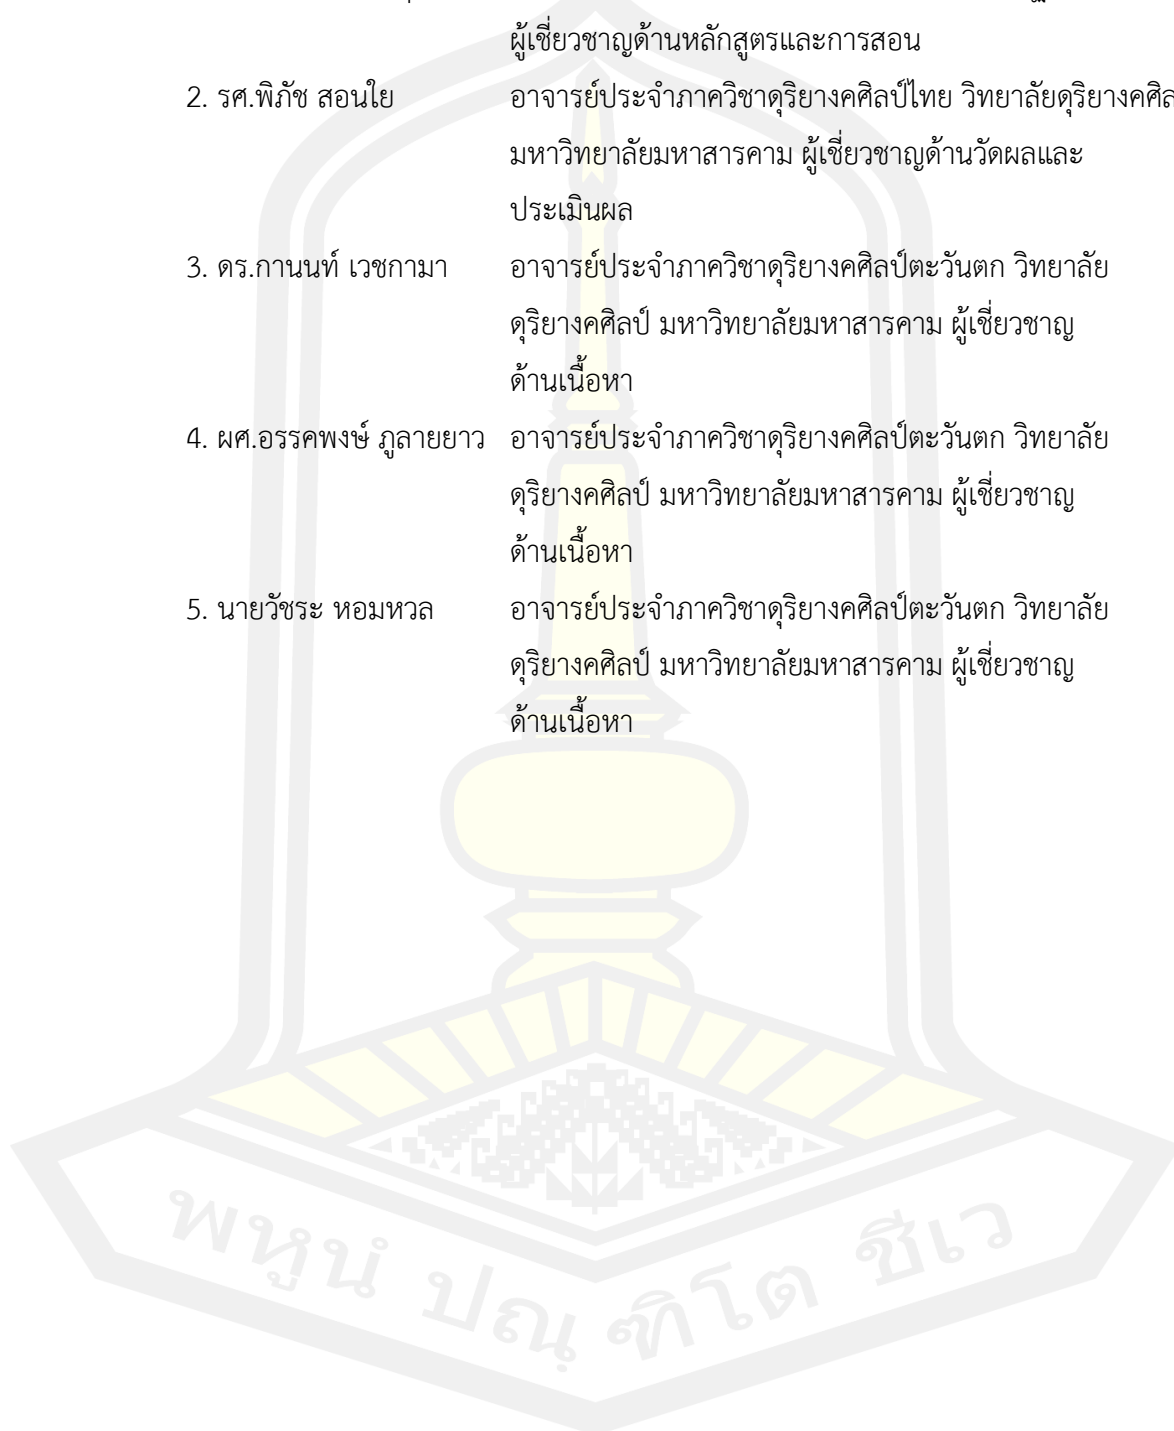 ผู้เชี่ยวชาญด้านหลักสูตรและการสอน
2. รศ.พิภัช สอนใย อาจารย์ประจำภาควิชาดุริยางคศิลป์ไทย วิทยาลัยดุริยางคศิล
มหาวิทยาลัยมหาสารคาม ผู้เชี่ยวชาญด้านวัดผลและ
ประเมินผล
3. ดร.กานนท์ เวชกามา อาจารย์ประจำภาควิชาดุริยางคศิลป์ตะวันตก วิทยาลัย
ดุริยางคศิลป์ มหาวิทยาลัยมหาสารคาม ผู้เชี่ยวชาญ
ด้านเนื้อหา
4. ผศ.อรรคพงษ์ ภูลายยาว อาจารย์ประจำภาควิชาดุริยางคศิลป์ตะวันตก วิทยาลัย
ดุริยางคศิลป์ มหาวิทยาลัยมหาสารคาม ผู้เชี่ยวชาญ
ด้านเนื้อหา
5. นายวัชระ หอมหวล อาจารย์ประจำภาควิชาดุริยางคศิลป์ตะวันตก วิทยาลัย
ดุริยางคศิลป์ มหาวิทยาลัยมหาสารคาม ผู้เชี่ยวชาญ
ด้านเนื้อหา
พหูนํ ปณฺฑิโต ชีเว